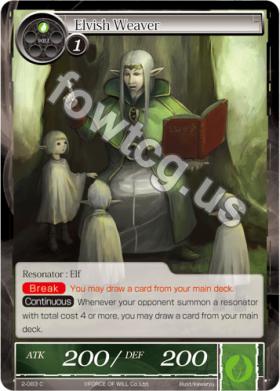 Elvish Weaver
1
fowtcg.us
Resonator : Elf
Break You may draw a card from your main deck.
Continuous Whenever your opponent summon a resonator
with total cost 4 or more, you may draw a card from your main deck.
ATK 200/ DEF 200
2-083 C ©FORCE OF WILL Co.Ltd.